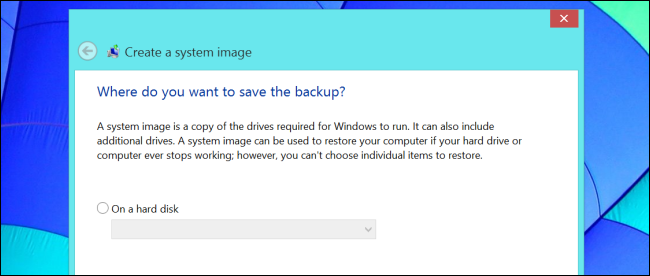 Create a system image
Where do you want to save the backup?
A system image is a copy of the drives required for Windows to run. It can also include
additional drives. A system image can be used to restore your computer if your hard drive or
computer ever stops working; however, you can't choose individual items to restore.
On a hard disk